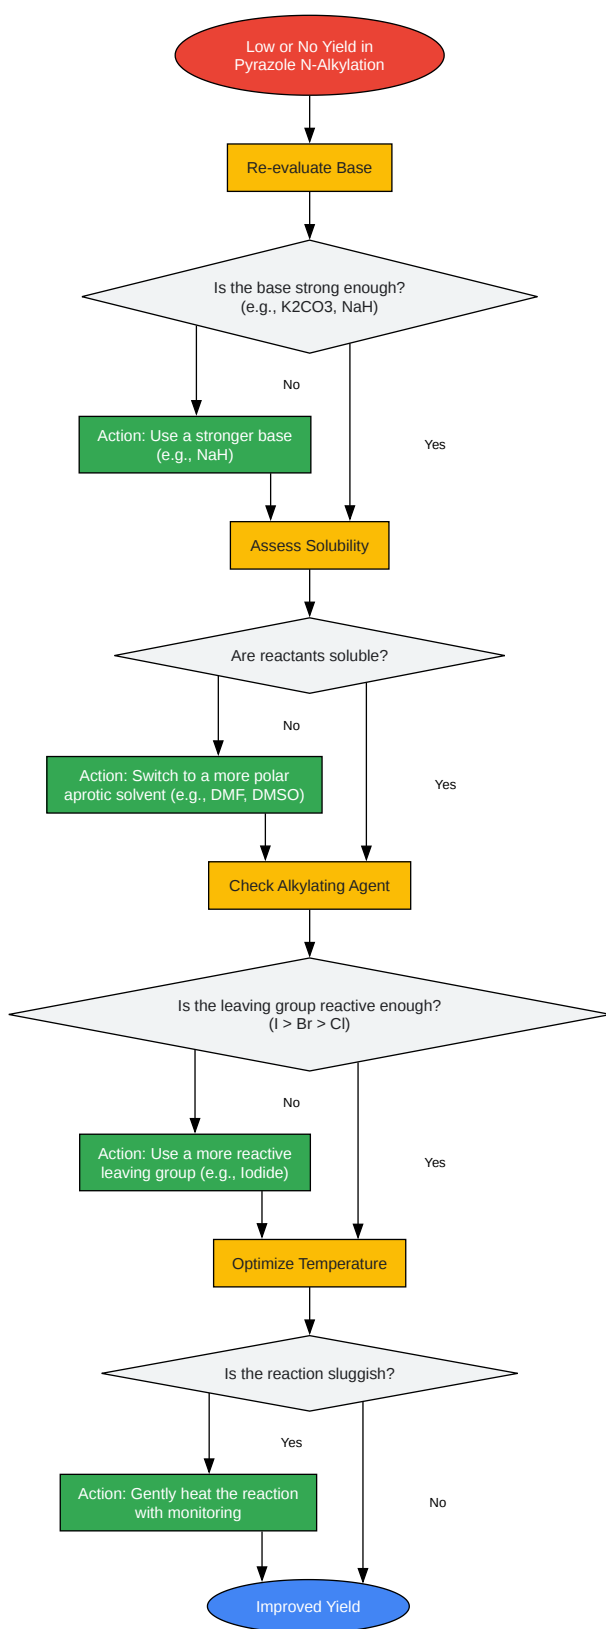 Low or No Yield in
Pyrazole N-Alkylation
Re-evaluate Base
Is the base strong enough?
(e.g., K2CO3, NaH)
No
Action: Use a stronger base
(e.g., NaH)
Yes
Assess Solubility
Are reactants soluble?
No
Action: Switch to a more polar
aprotic solvent (e.g., DMF, DMSO)
Yes
Check Alkylating Agent
Is the leaving group reactive enough?
(I > Br > Cl)
No
Action: Use a more reactive
leaving group (e.g., Iodide)
Yes
Optimize Temperature
Is the reaction sluggish?
Yes
Action: Gently heat the reaction
with monitoring
No
Improved Yield